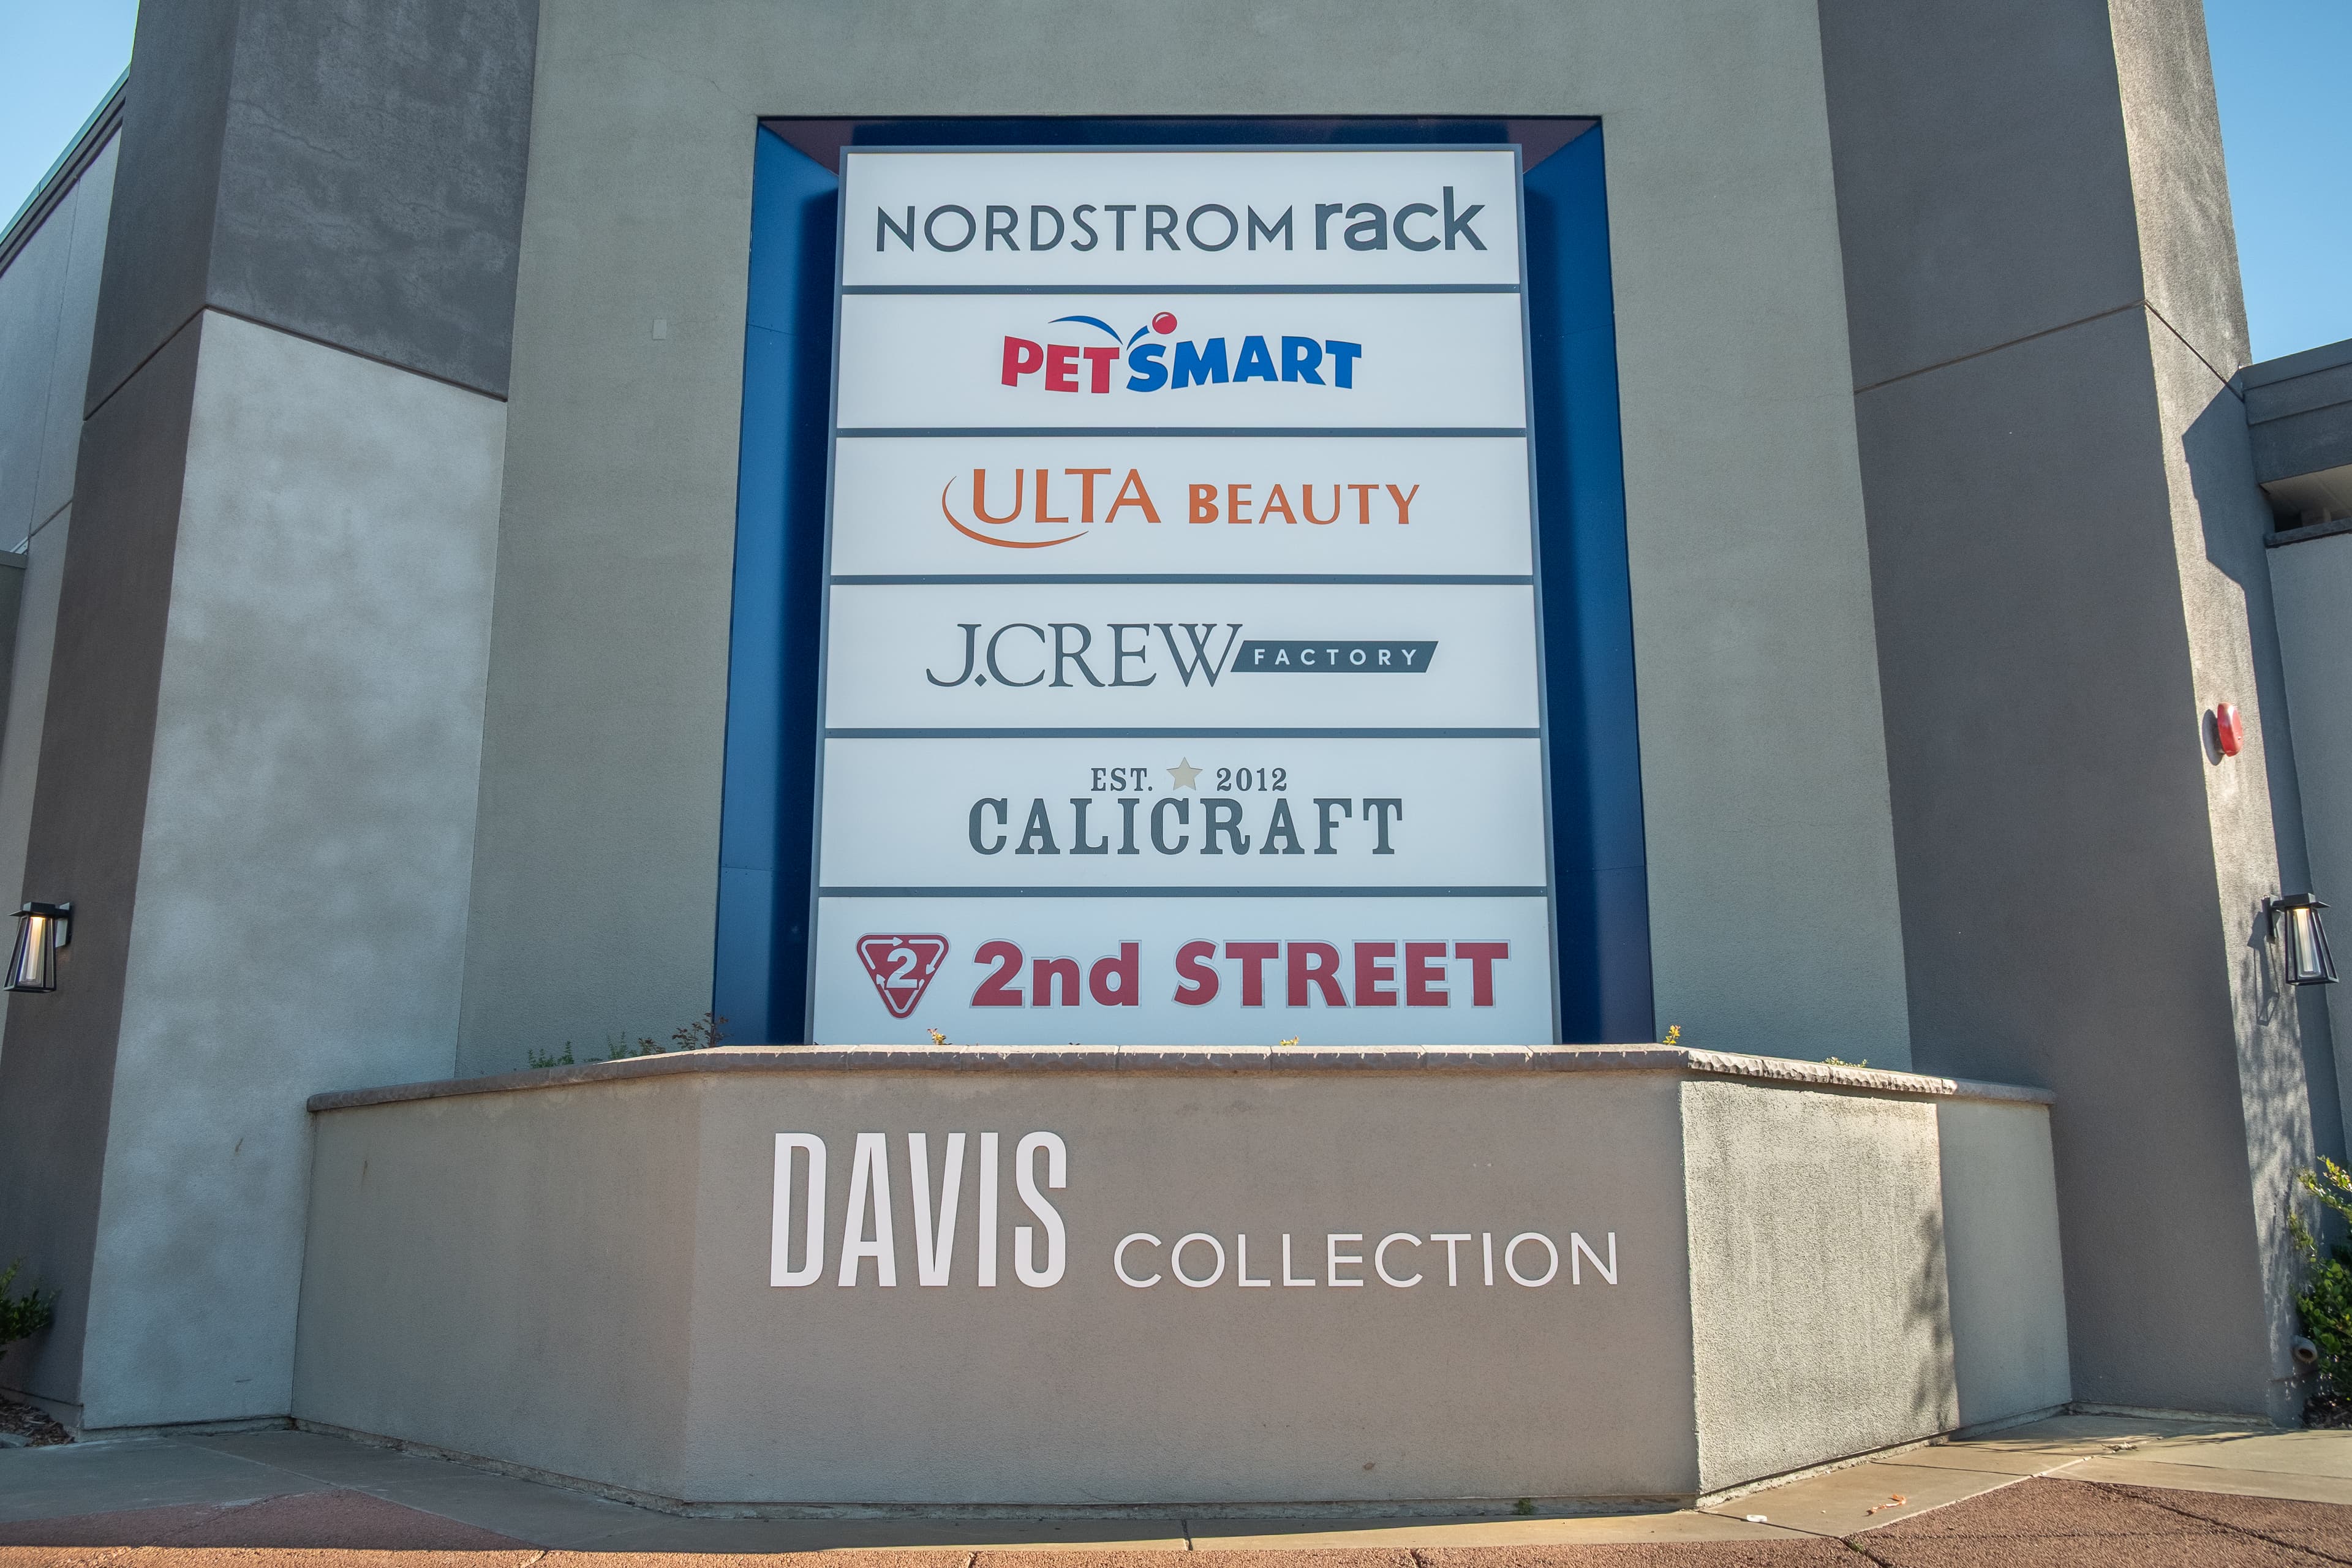 NORDSTROM rack
PETSMART
ULTA BEAUTY
J.CREW FACTORY
EST. 2012
CALICRAFT
2 2nd STREET
DAVIS COLLECTION